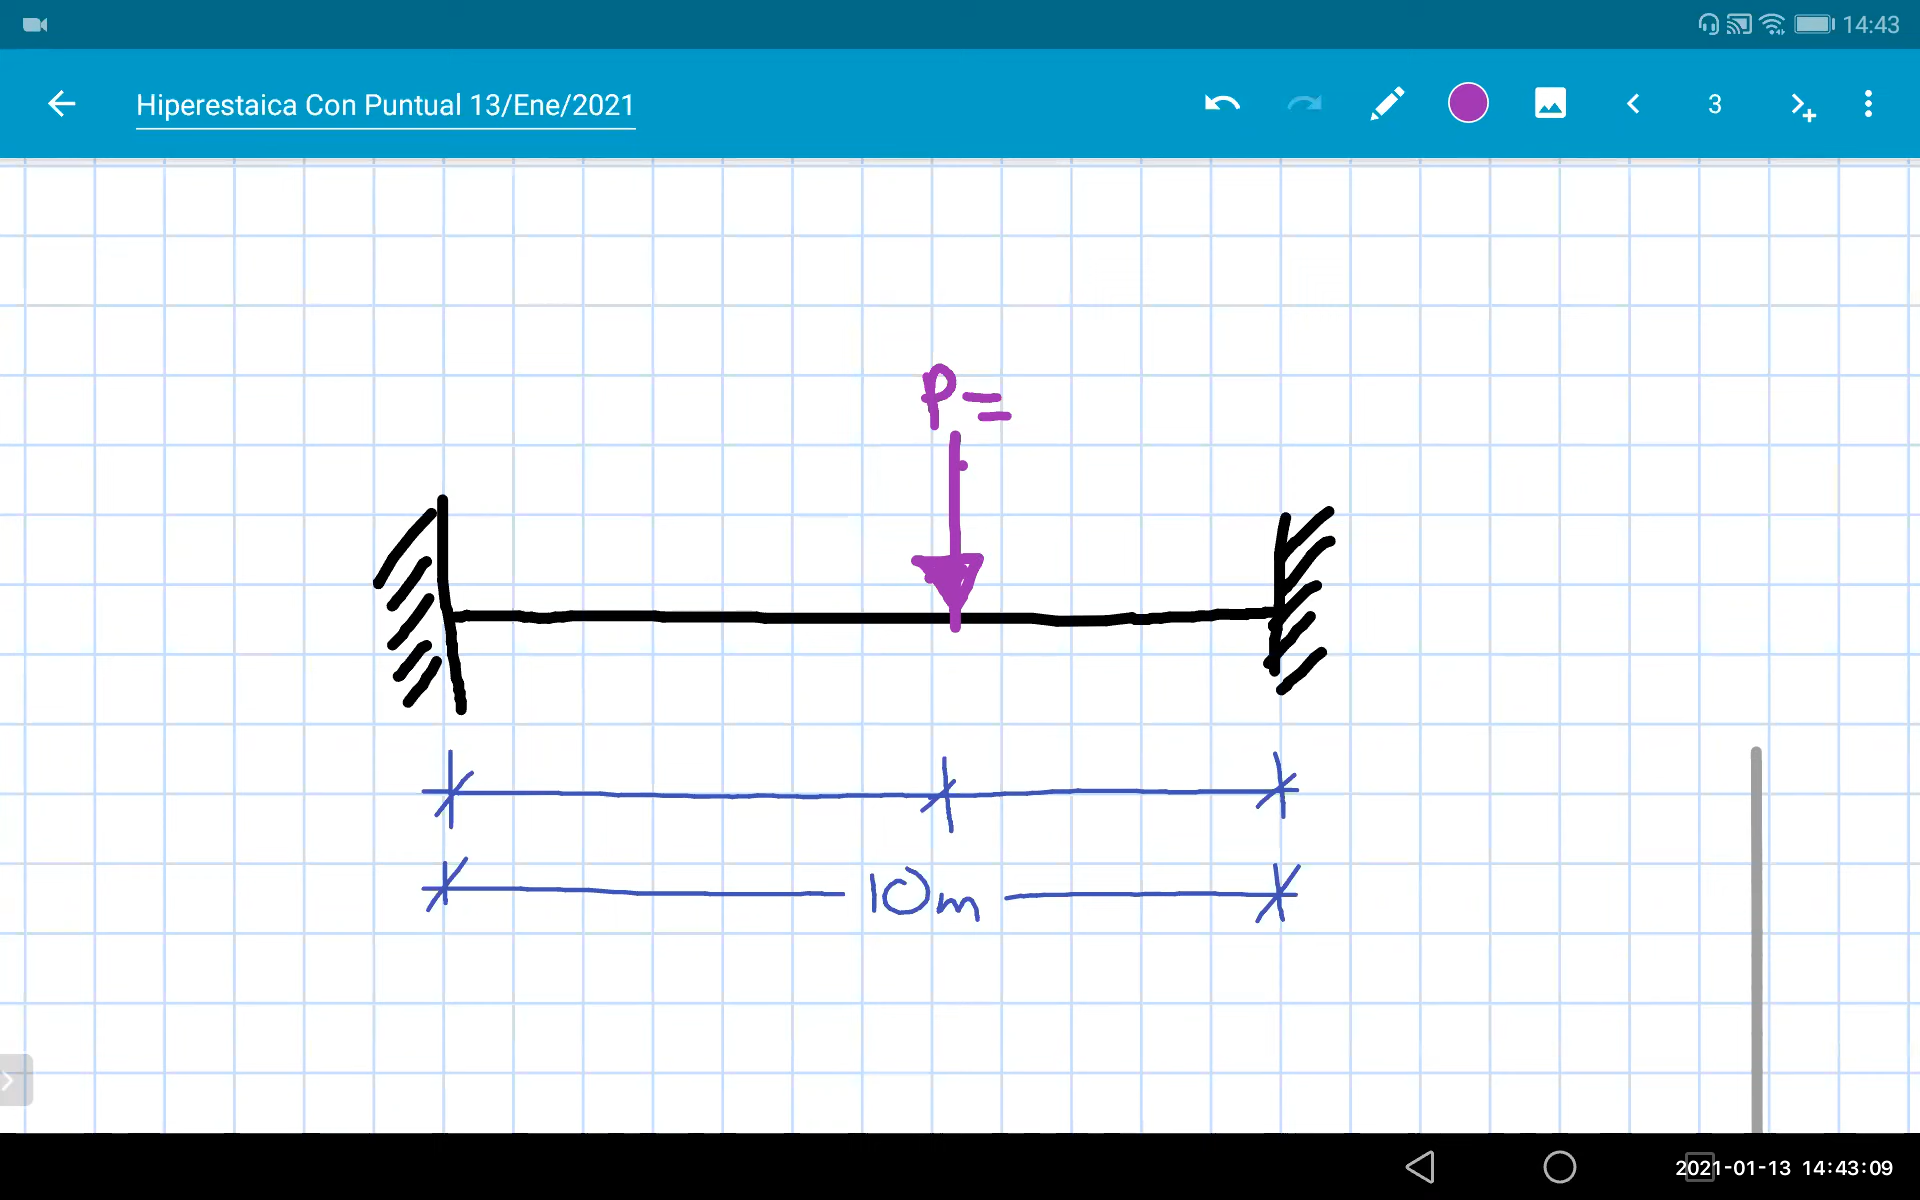 14:43
Hiperestaica Con Puntual 13/Ene/2021
3
P=
10m
2021-01-13 14:43:09